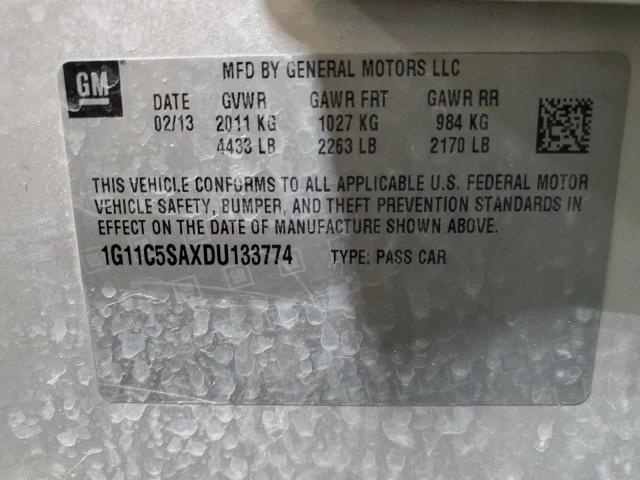 GM
MFD BY GENERAL MOTORS LLC
DATE GVWR GAWR FRT GAWR RR
02/13 2011 KG 1027 KG 984 KG
4433 LB 2263 LB 2170 LB
THIS VEHICLE CONFORMS TO ALL APPLICABLE U.S. FEDERAL MOTOR
VEHICLE SAFETY, BUMPER, AND THEFT PREVENTION STANDARDS IN
EFFECT ON THE DATE OF MANUFACTURE SHOWN ABOVE.
1G11C5SAXDU133774 TYPE: PASS CAR